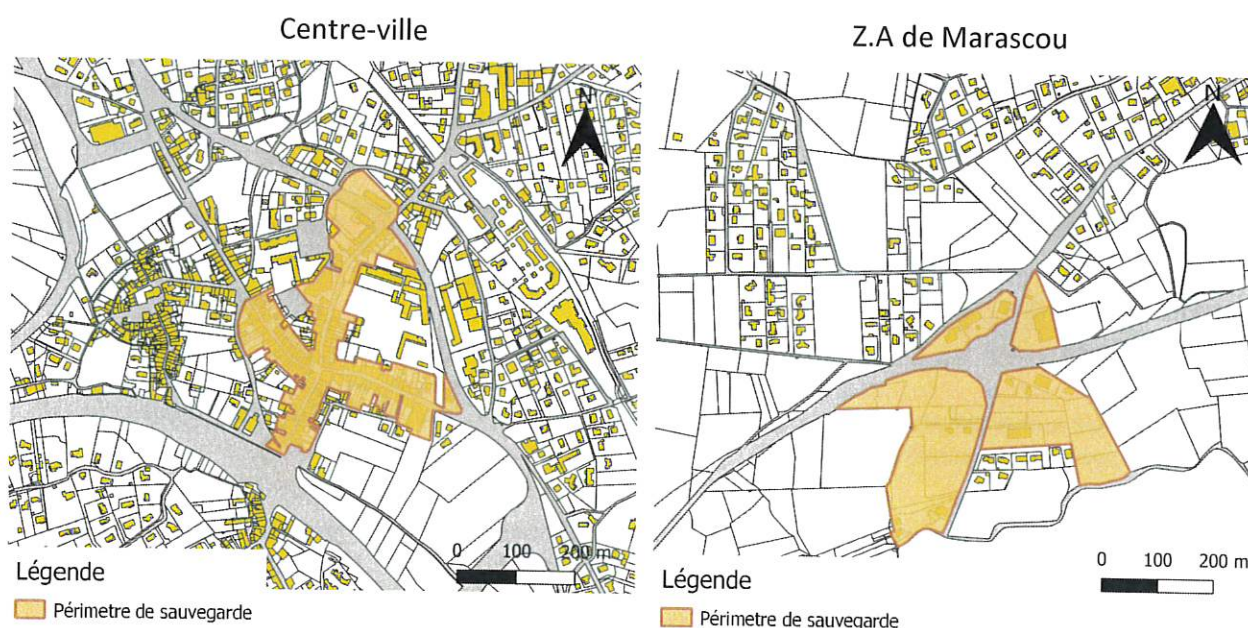 Centre-ville
N
0 100 200 m
Légende
Périmetre de sauvegarde
Z.A de Marascou
N
0 100 200 m
Légende
Périmetre de sauvegarde